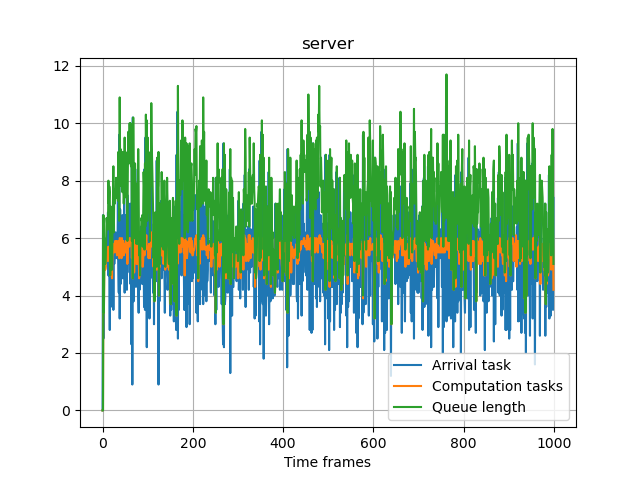 server
12
10
8
6
4
2
0
Arrival task
Computation tasks
Queue length
0 200 400 600 800 1000
Time frames